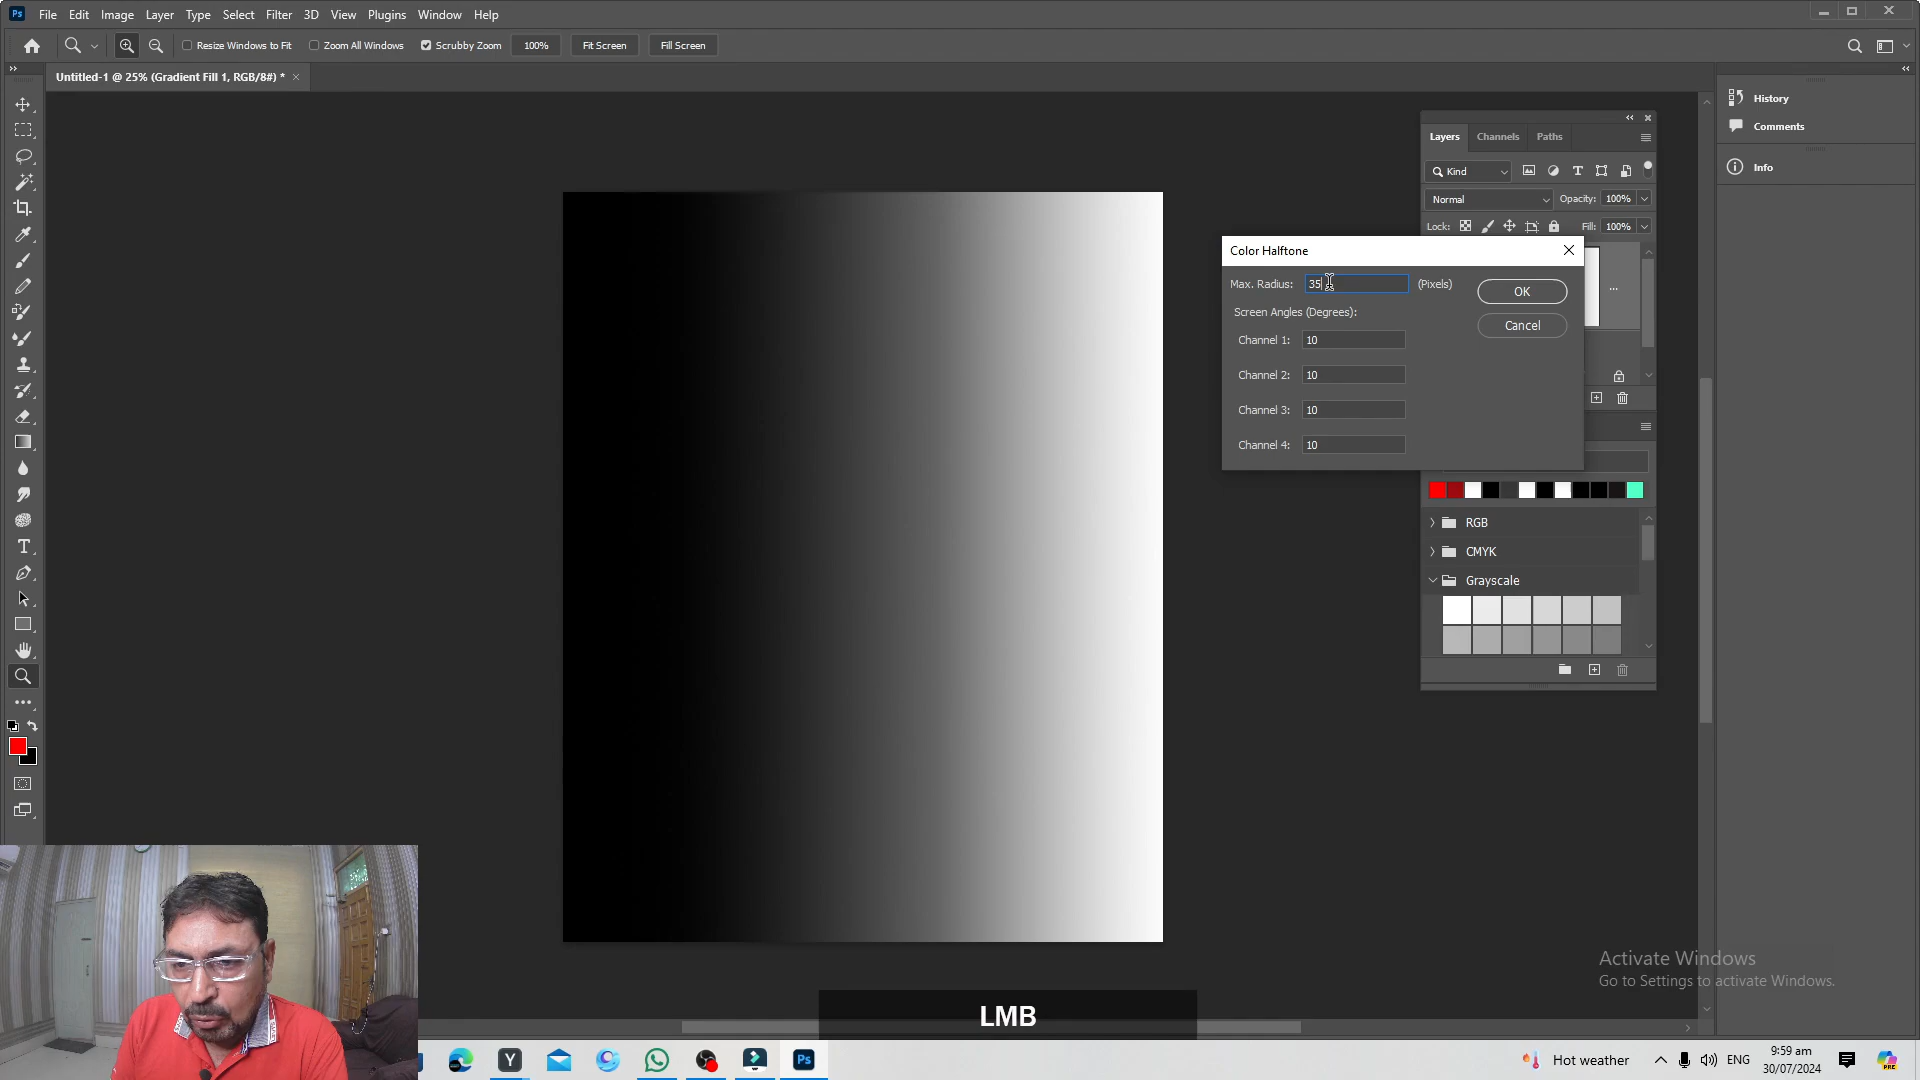 Ps File Edit Image Layer Type Select Filter 3D View Plugins Window Help
Resize Windows to Fit Zoom All Windows Scrubby Zoom 100% Fit Screen Fill Screen
Untitled-1 @ 25% (Gradient Fill 1, RGB/8#) * ×
History
Comments
Info
Layers Channels Paths
Kind
Normal Opacity: 100%
Lock: Fill: 100%
Color Halftone
Max. Radius: 35 (Pixels) OK
Screen Angles (Degrees): Cancel
Channel 1: 10
Channel 2: 10
Channel 3: 10
Channel 4: 10
...
RGB
CMYK
Grayscale
Activate Windows
Go to Settings to activate Windows.
LMB
Y Ps Hot weather ENG 9:59 am
30/07/2024
PRE